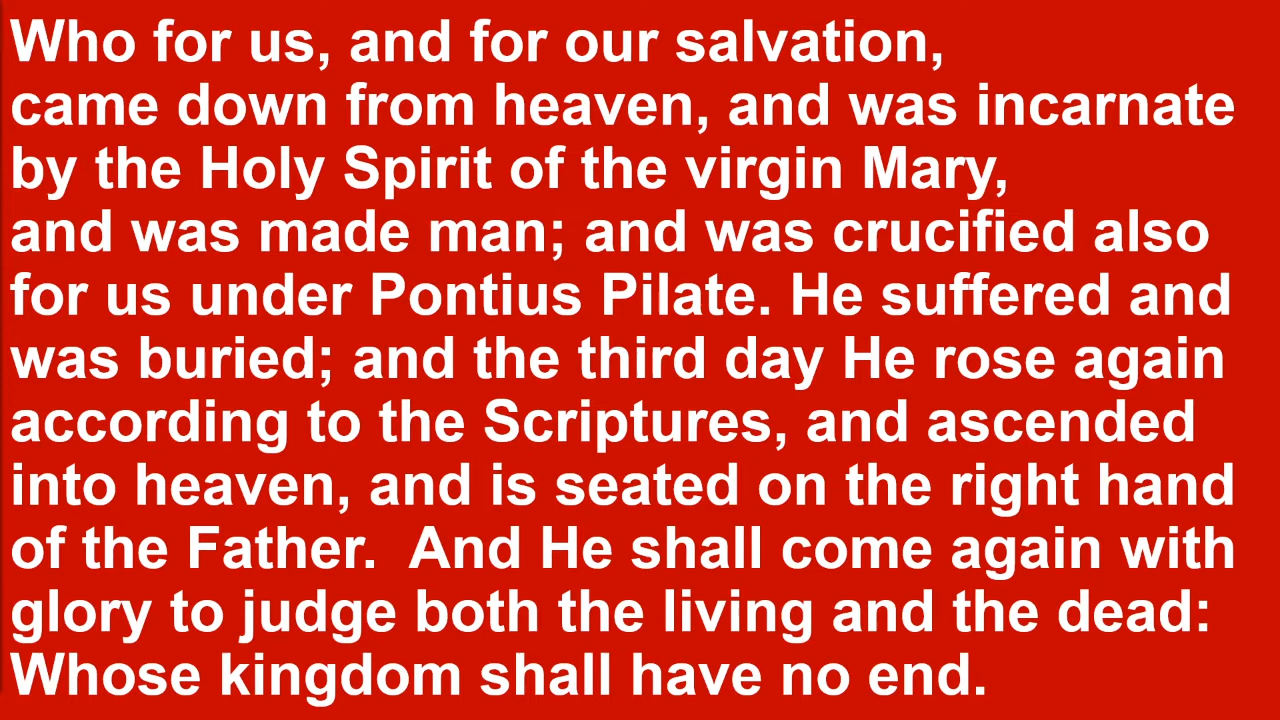 Who for us, and for our salvation,
came down from heaven, and was incarnate
by the Holy Spirit of the virgin Mary,
and was made man; and was crucified also
for us under Pontius Pilate. He suffered and
was buried; and the third day He rose again
according to the Scriptures, and ascended
into heaven, and is seated on the right hand
of the Father.  And He shall come again with
glory to judge both the living and the dead:
Whose kingdom shall have no end.